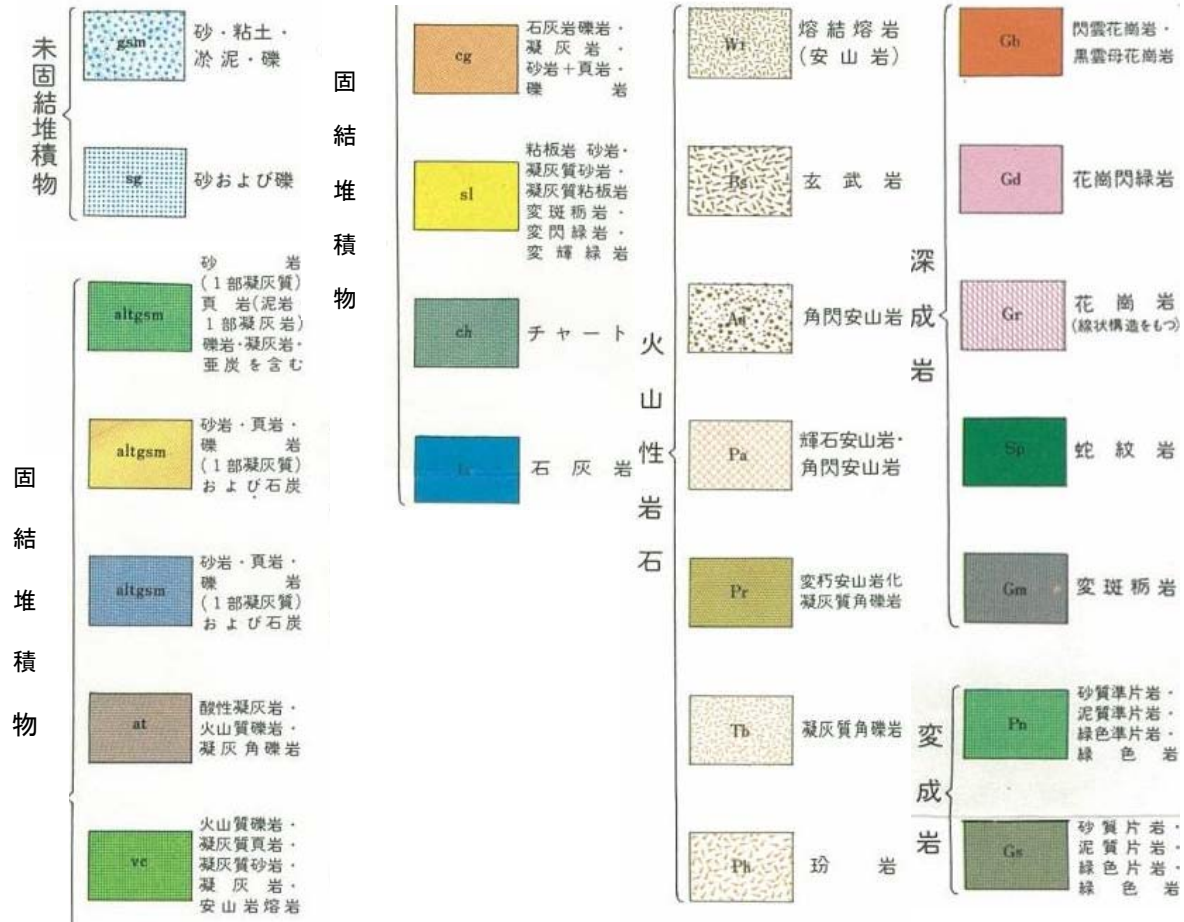 未固結堆積物
gsm
砂・粘土・
淤泥・礫
sg
砂および礫
固結堆積物
altgsm
砂岩
(1部凝灰質)
頁岩(泥岩
1部凝灰岩)
礫岩・凝灰岩・
亜炭を含む
altgsm
砂岩・頁岩・
礫岩
(1部凝灰質)
および石炭
altgsm
砂岩・頁岩・
礫岩
(1部凝灰質)
および石炭
at
酸性凝灰岩・
火山質礫岩・
凝灰角礫岩
vc
火山質礫岩・
凝灰質頁岩・
凝灰質砂岩・
凝灰岩・
安山岩熔岩
固結堆積物
cg
石灰岩礫岩・
凝灰岩・
砂岩+頁岩・
礫岩
sl
粘板岩 砂岩・
凝灰質砂岩・
凝灰質粘板岩
変斑糲岩・
変閃緑岩・
変輝緑岩
ch
チャート
石灰岩
火山性岩石
熔結熔岩
(安山岩)
玄武岩
角閃安山岩
Pa
輝石安山岩・
角閃安山岩
Pr
変朽安山岩化
凝灰質角礫岩
Tb
凝灰質角礫岩
Ph
玢岩
深成岩
Gb
閃雲花崗岩・
黒雲母花崗岩
Gd
花崗閃緑岩
Gr
花崗岩
(線状構造をもつ)
Sp
蛇紋岩
Gm
変斑糲岩
変成岩
Pn
砂質準片岩・
泥質準片岩・
緑色準片岩・
緑色岩
Gs
砂質片岩・
泥質片岩・
緑色片岩・
緑色岩